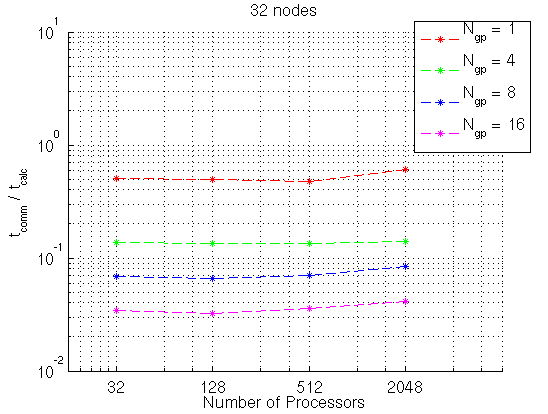 32 nodes
N_gp = 1
N_gp = 4
N_gp = 8
N_gp = 16
10^1
10^0
10^-1
10^-2
t_comm / t_calc
32 128 512 2048
Number of Processors